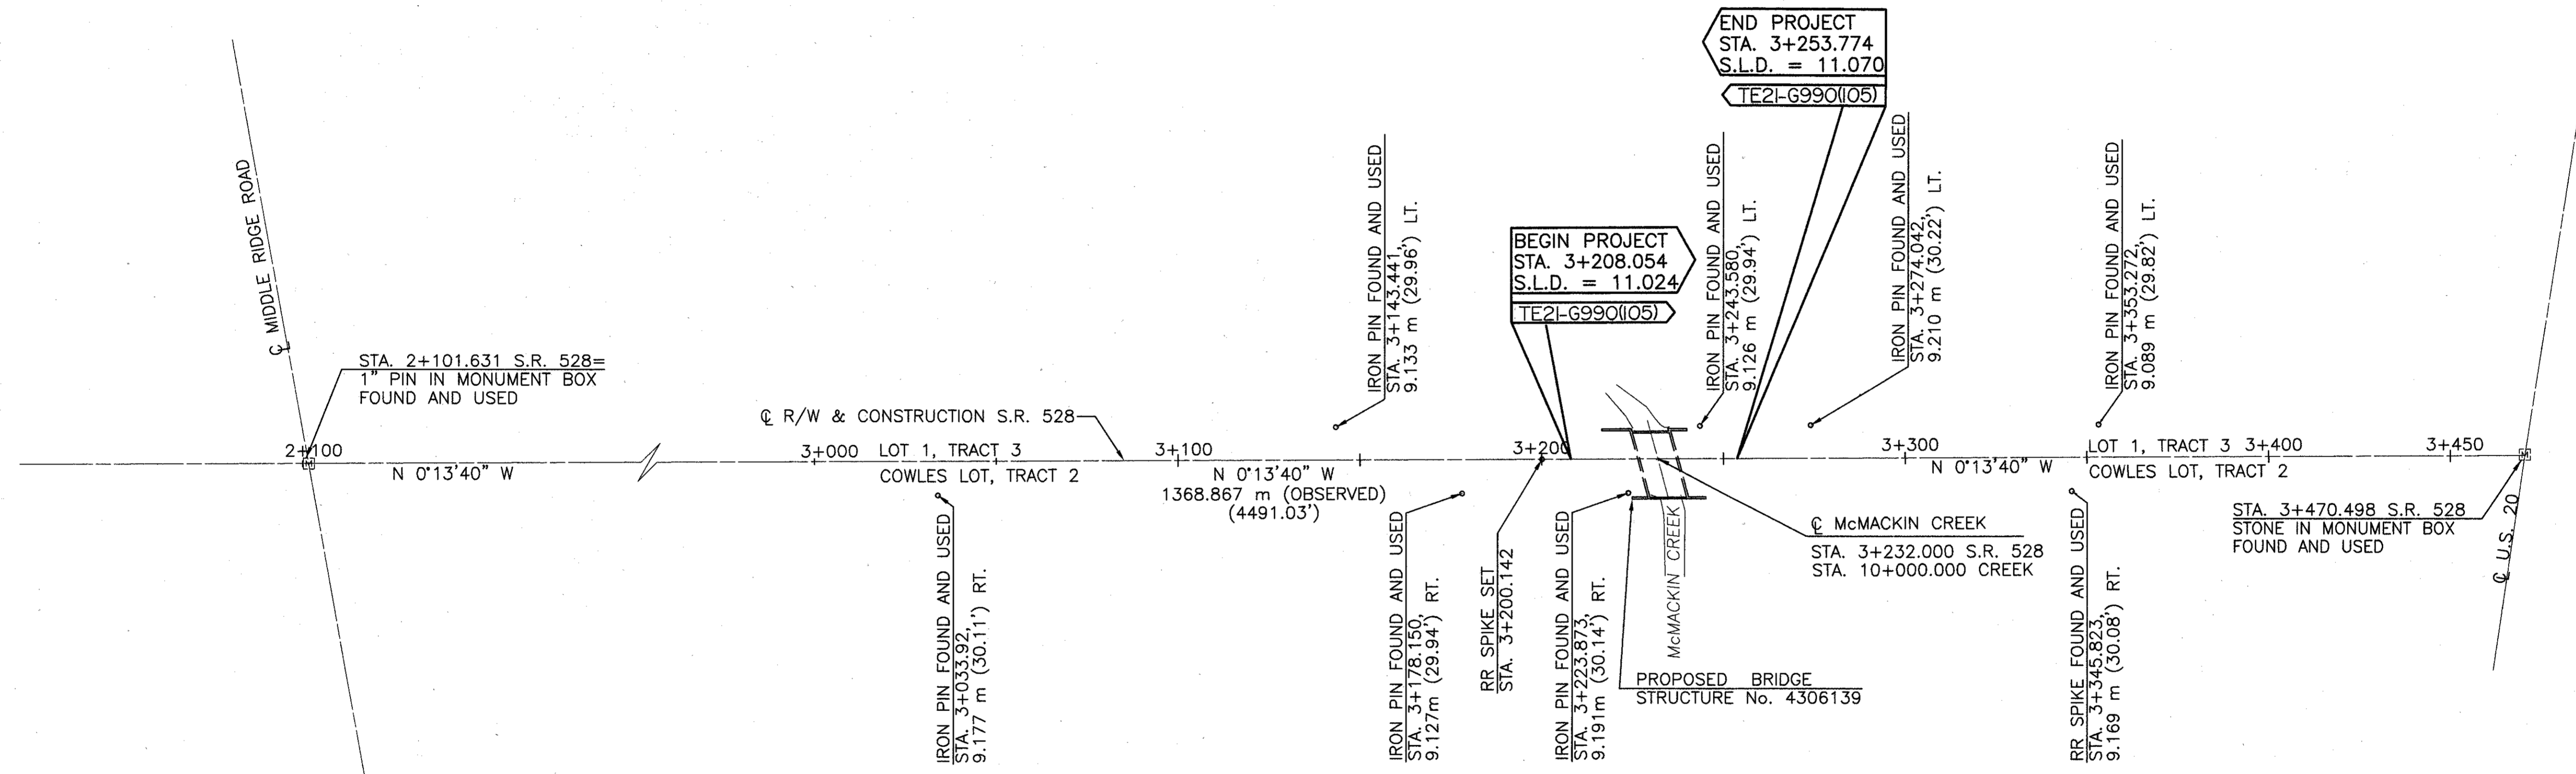 END PROJECT
STA. 3+253.774
S.L.D. = 11.070
TE21-G990(105)
BEGIN PROJECT
STA. 3+208.054
S.L.D. = 11.024
TE21-G990(105)
℄ MIDDLE RIDGE ROAD
STA. 2+101.631 S.R. 528=
1" PIN IN MONUMENT BOX
FOUND AND USED
IRON PIN FOUND AND USED
STA. 3+143.441,
9.133 m (29.96') LT.
IRON PIN FOUND AND USED
STA. 3+243.580,
9.126 m (29.94') LT.
IRON PIN FOUND AND USED
STA. 3+274.042,
9.210 m (30.22') LT.
IRON PIN FOUND AND USED
STA. 3+353.272,
9.089 m (29.82') LT.
℄ R/W & CONSTRUCTION S.R. 528
2+100
3+000
LOT 1, TRACT 3
3+100
3+200
3+300
LOT 1, TRACT 3
3+400
3+450
N 0°13'40" W
COWLES LOT, TRACT 2
N 0°13'40" W
1368.867 m (OBSERVED)
(4491.03')
N 0°13'40" W
COWLES LOT, TRACT 2
IRON PIN FOUND AND USED
STA. 3+033.92,
9.177 m (30.11') RT.
IRON PIN FOUND AND USED
STA. 3+178.150,
9.127m (29.94') RT.
RR SPIKE SET
STA. 3+200.142
IRON PIN FOUND AND USED
STA. 3+223.873,
9.191m (30.14') RT.
McMACKIN CREEK
PROPOSED BRIDGE
STRUCTURE No. 4306139
℄ McMACKIN CREEK
STA. 3+232.000 S.R. 528
STA. 10+000.000 CREEK
RR SPIKE FOUND AND USED
STA. 3+345.823,
9.169 m (30.08') RT.
STA. 3+470.498 S.R. 528
STONE IN MONUMENT BOX
FOUND AND USED
℄ U.S. 20
M
M